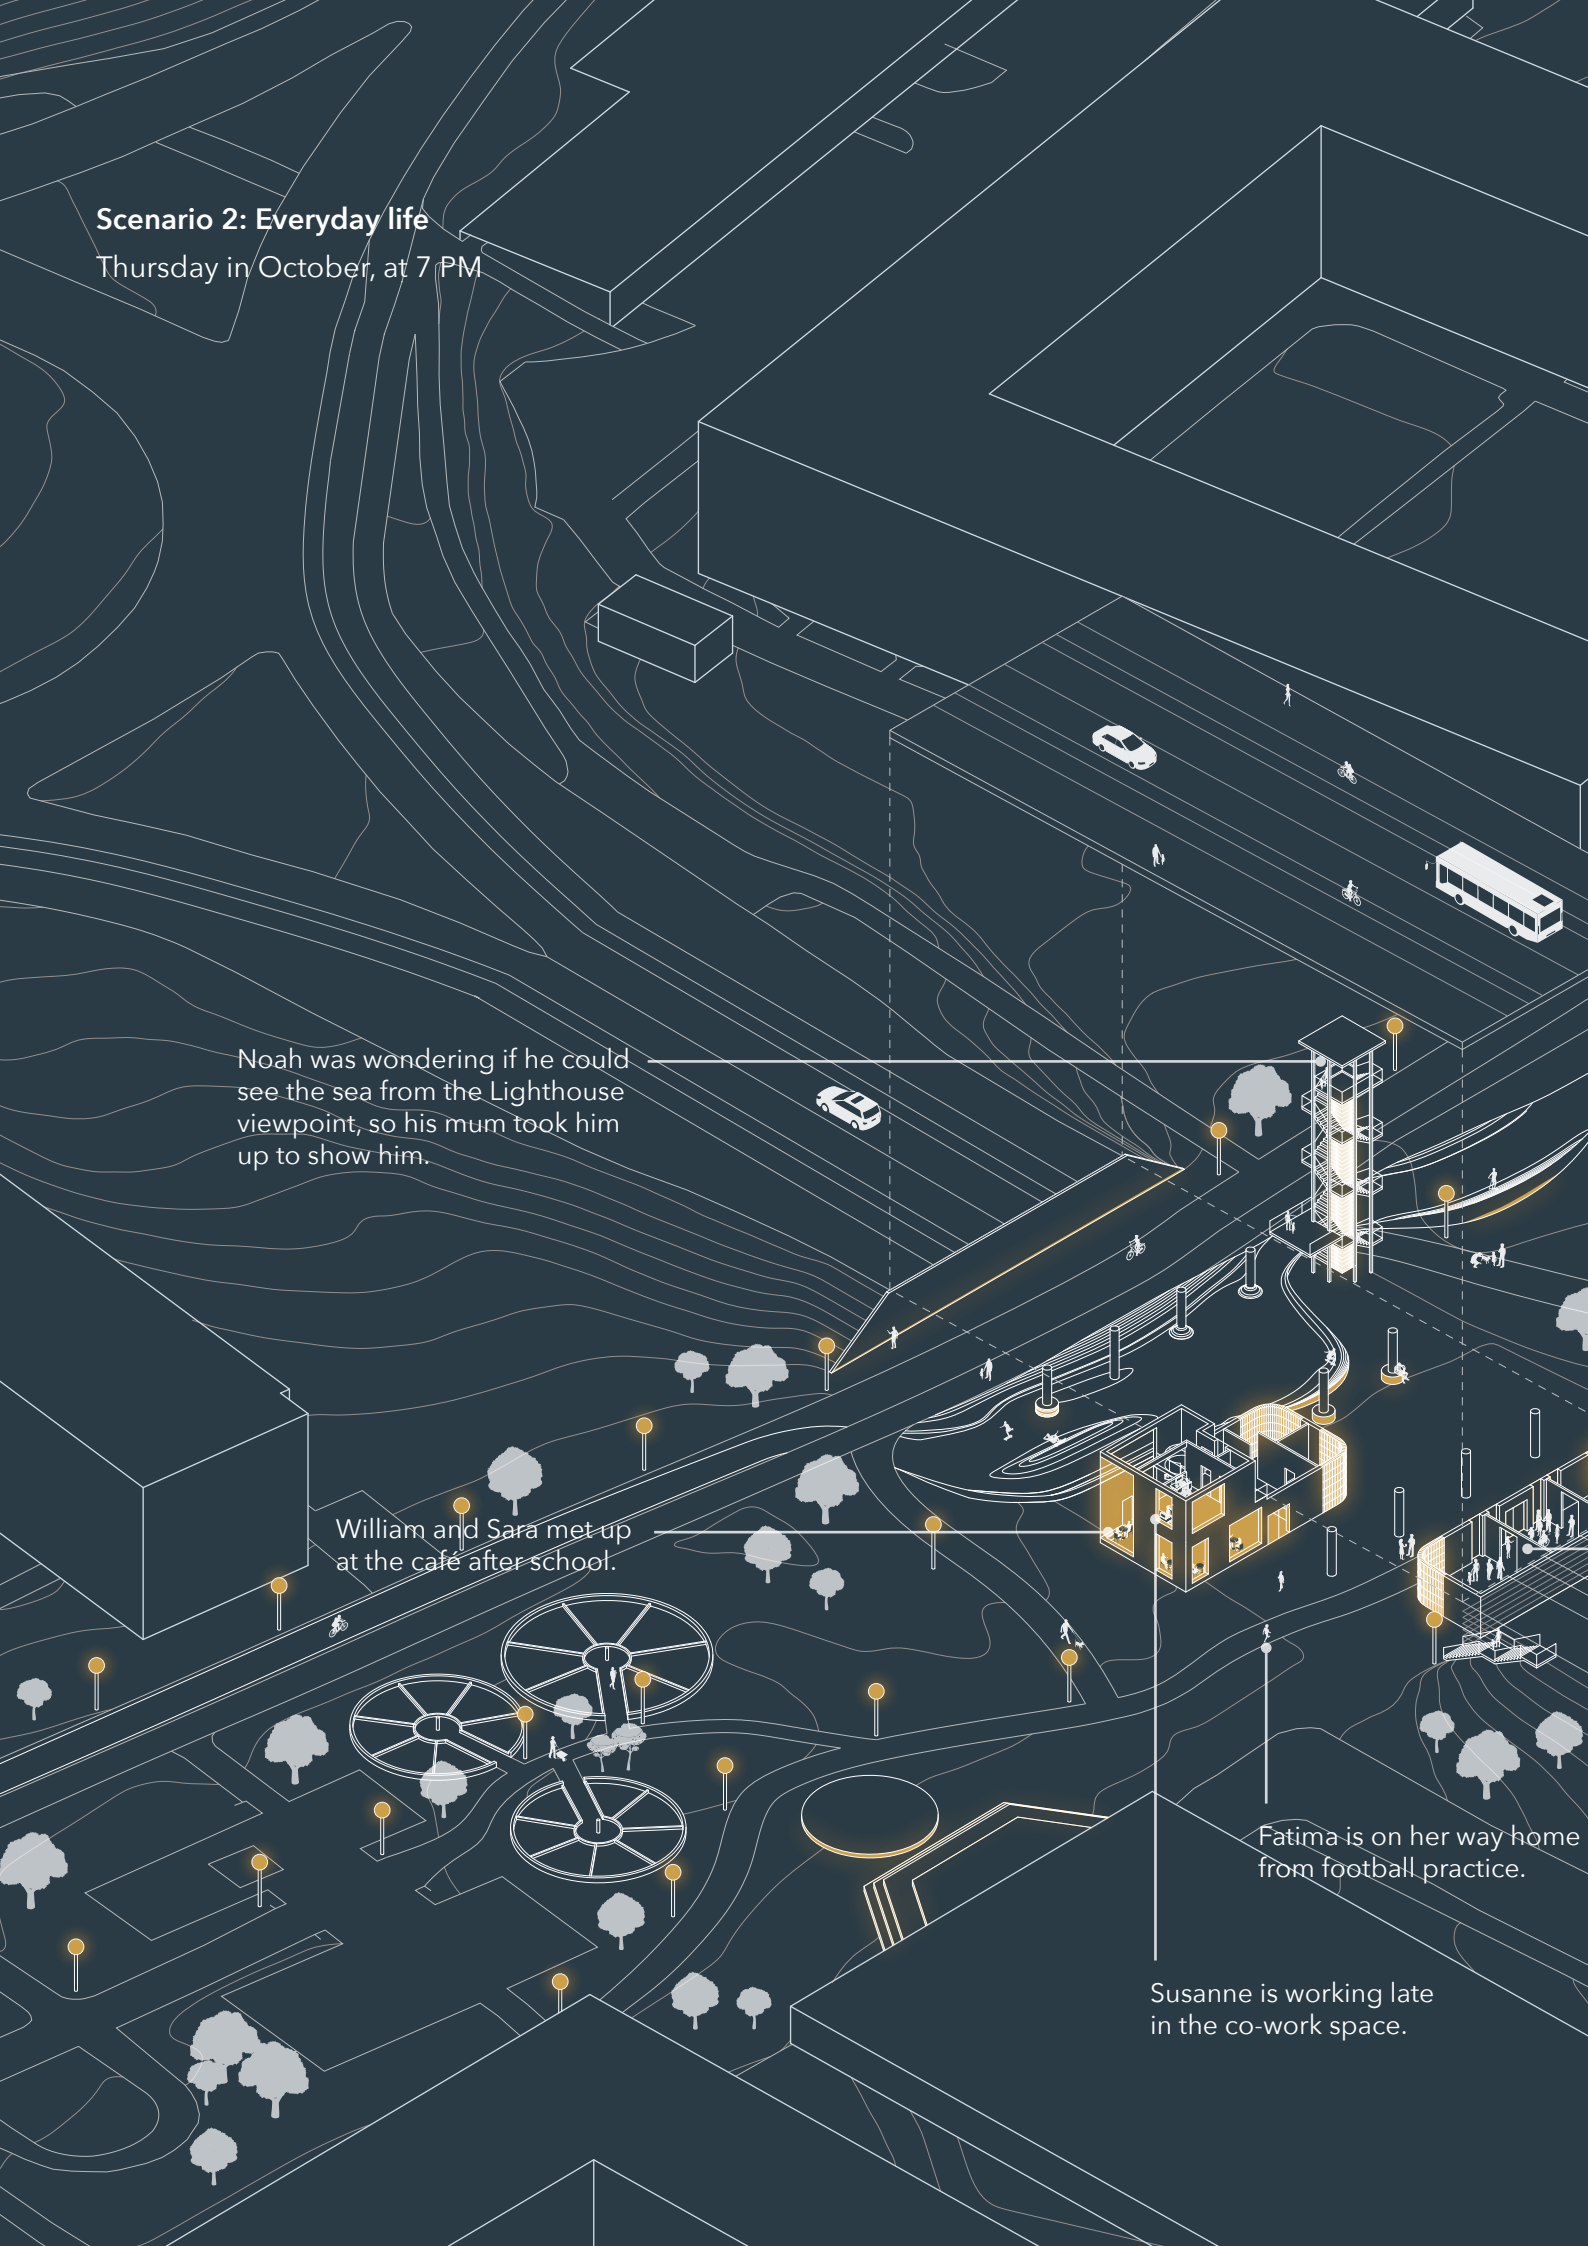 Scenario 2: Everyday life
Thursday in October, at 7 PM
Noah was wondering if he could
see the sea from the Lighthouse
viewpoint, so his mum took him
up to show him.
William and Sara met up
at the café after school.
Fatima is on her way home
from football practice.
Susanne is working late
in the co-work space.